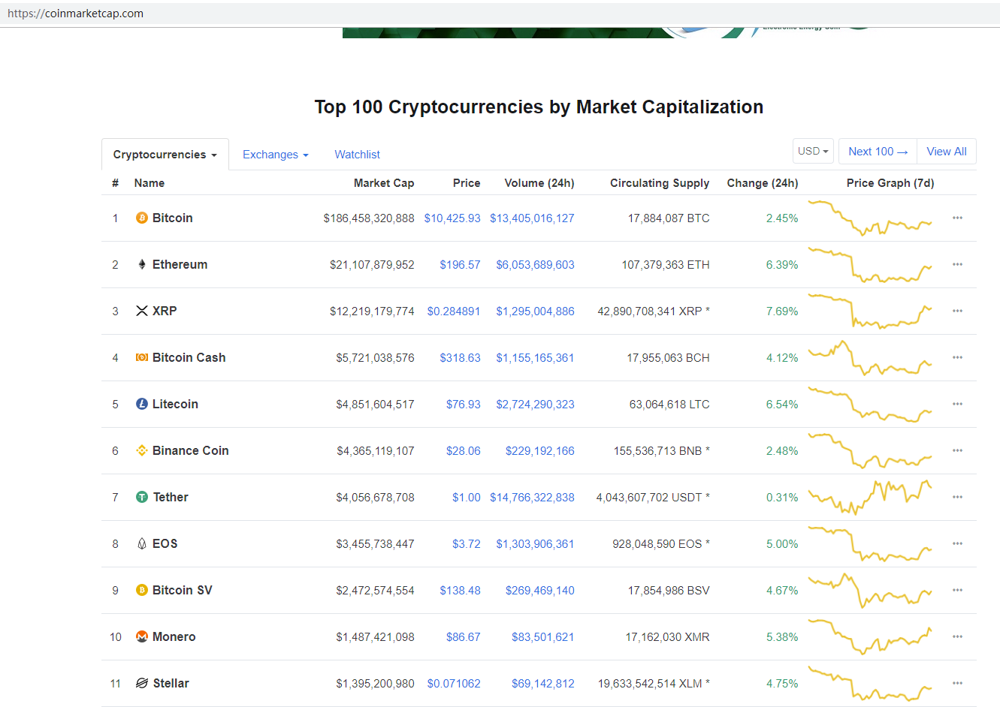 https://coinmarketcap.com
Electronic Energy Coin
Top 100 Cryptocurrencies by Market Capitalization
Cryptocurrencies Exchanges Watchlist USD Next 100 → View All
# Name Market Cap Price Volume (24h) Circulating Supply Change (24h) Price Graph (7d)
1 Bitcoin $186,458,320,888 $10,425.93 $13,405,016,127 17,884,087 BTC 2.45%
2 Ethereum $21,107,879,952 $196.57 $6,053,689,603 107,379,363 ETH 6.39%
3 XRP $12,219,179,774 $0.284891 $1,295,004,886 42,890,708,341 XRP * 7.69%
4 Bitcoin Cash $5,721,038,576 $318.63 $1,155,165,361 17,955,063 BCH 4.12%
5 Litecoin $4,851,604,517 $76.93 $2,724,290,323 63,064,618 LTC 6.54%
6 Binance Coin $4,365,119,107 $28.06 $229,192,166 155,536,713 BNB * 2.48%
7 Tether $4,056,678,708 $1.00 $14,766,322,838 4,043,607,702 USDT * 0.31%
8 EOS $3,455,738,447 $3.72 $1,303,906,361 928,048,590 EOS * 5.00%
9 Bitcoin SV $2,472,574,554 $138.48 $269,469,140 17,854,986 BSV 4.67%
10 Monero $1,487,421,098 $86.67 $83,501,621 17,162,030 XMR 5.38%
11 Stellar $1,395,200,980 $0.071062 $69,142,812 19,633,542,514 XLM * 4.75%